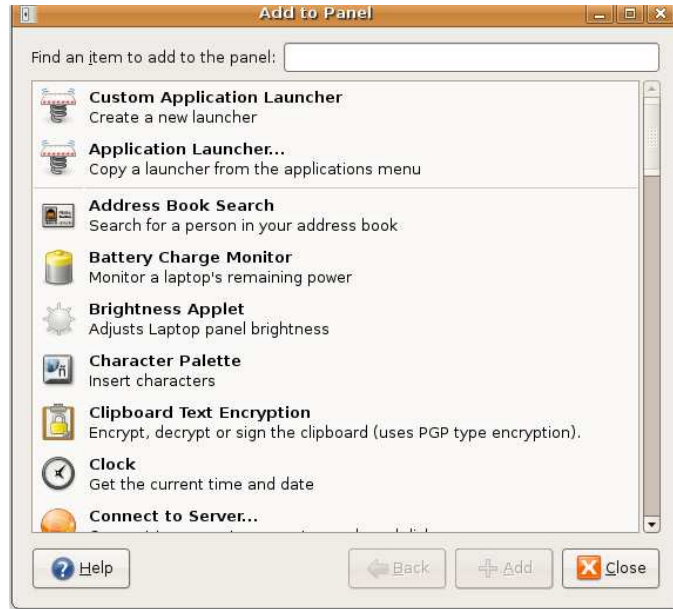 Add to Panel
Find an item to add to the panel:
Custom Application Launcher
Create a new launcher
Application Launcher...
Copy a launcher from the applications menu
Address Book Search
Search for a person in your address book
Battery Charge Monitor
Monitor a laptop's remaining power
Brightness Applet
Adjusts Laptop panel brightness
Character Palette
Insert characters
Clipboard Text Encryption
Encrypt, decrypt or sign the clipboard (uses PGP type encryption).
Clock
Get the current time and date
Connect to Server...
Help Back Add Close